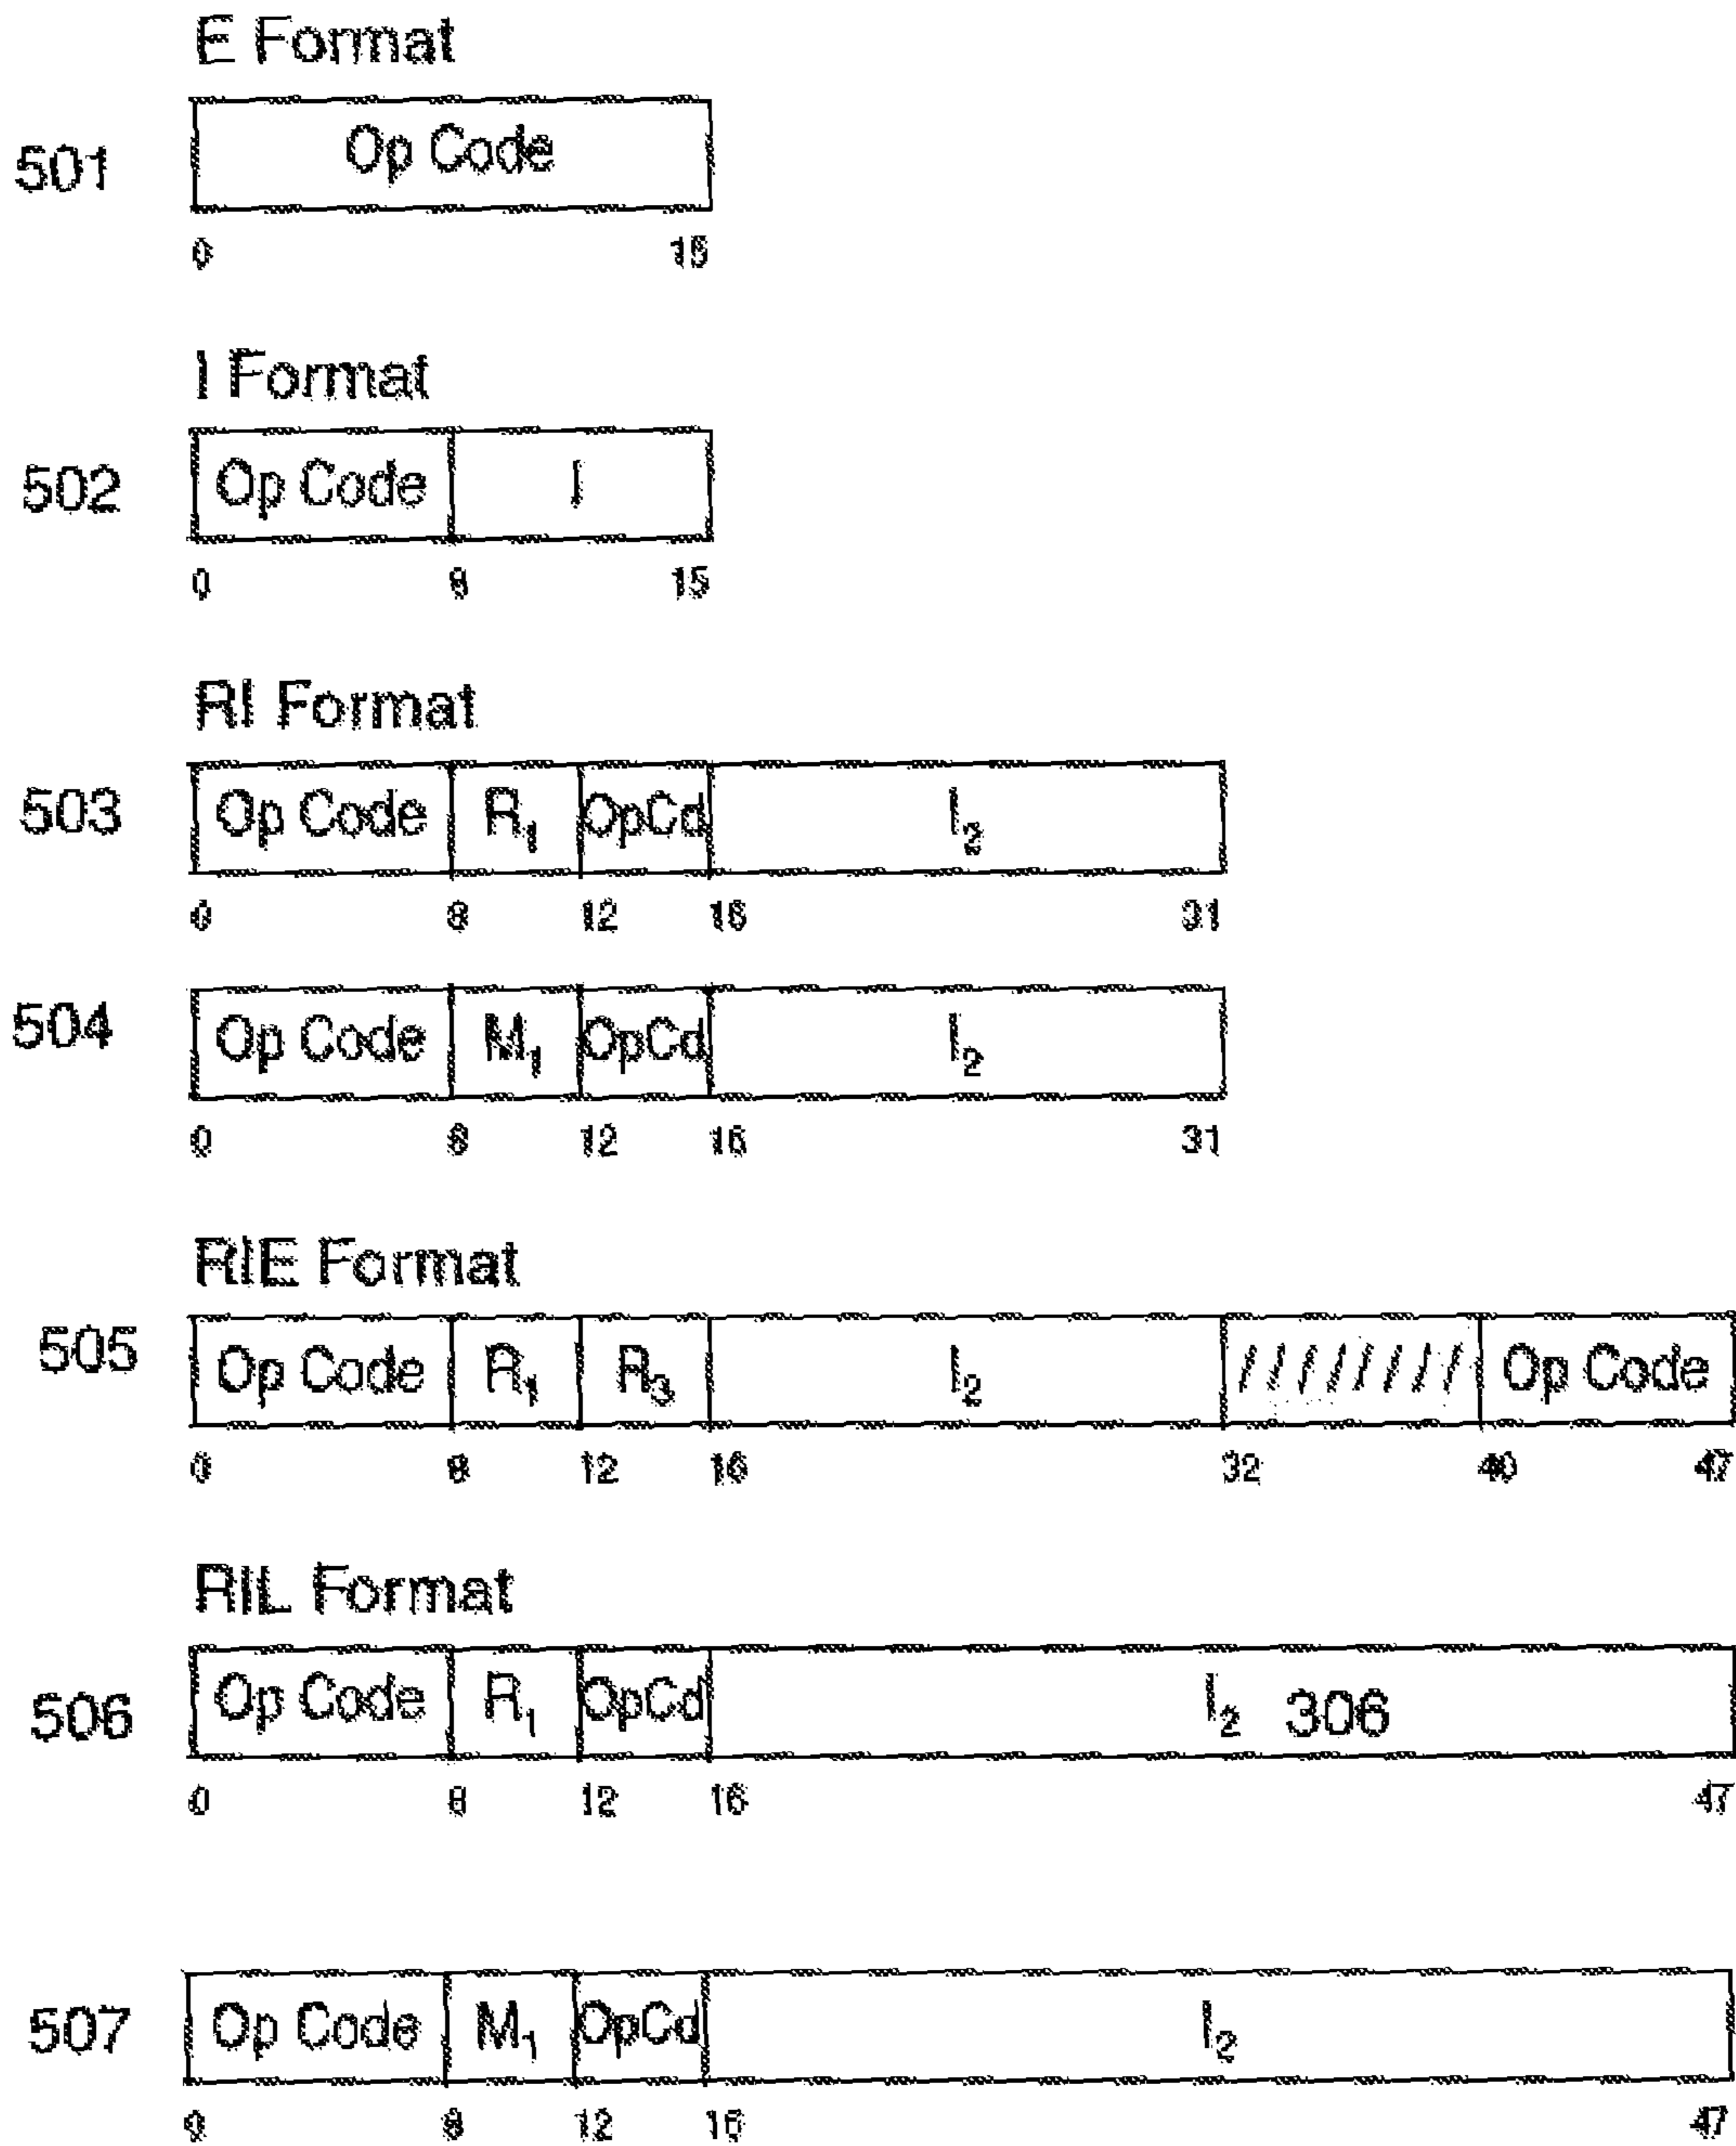 E Format
501 Op Code
0 15
I Format
502 Op Code I
0 8 15
RI Format
503 Op Code R1 OpCd I2
0 8 12 16 31
504 Op Code M1 OpCd I2
0 8 12 16 31
RIE Format
505 Op Code R1 R3 I2 //////// Op Code
0 8 12 16 32 40 47
RIL Format
506 Op Code R1 OpCd I2 306
0 8 12 16 47
507 Op Code M1 OpCd I2
0 8 12 16 47